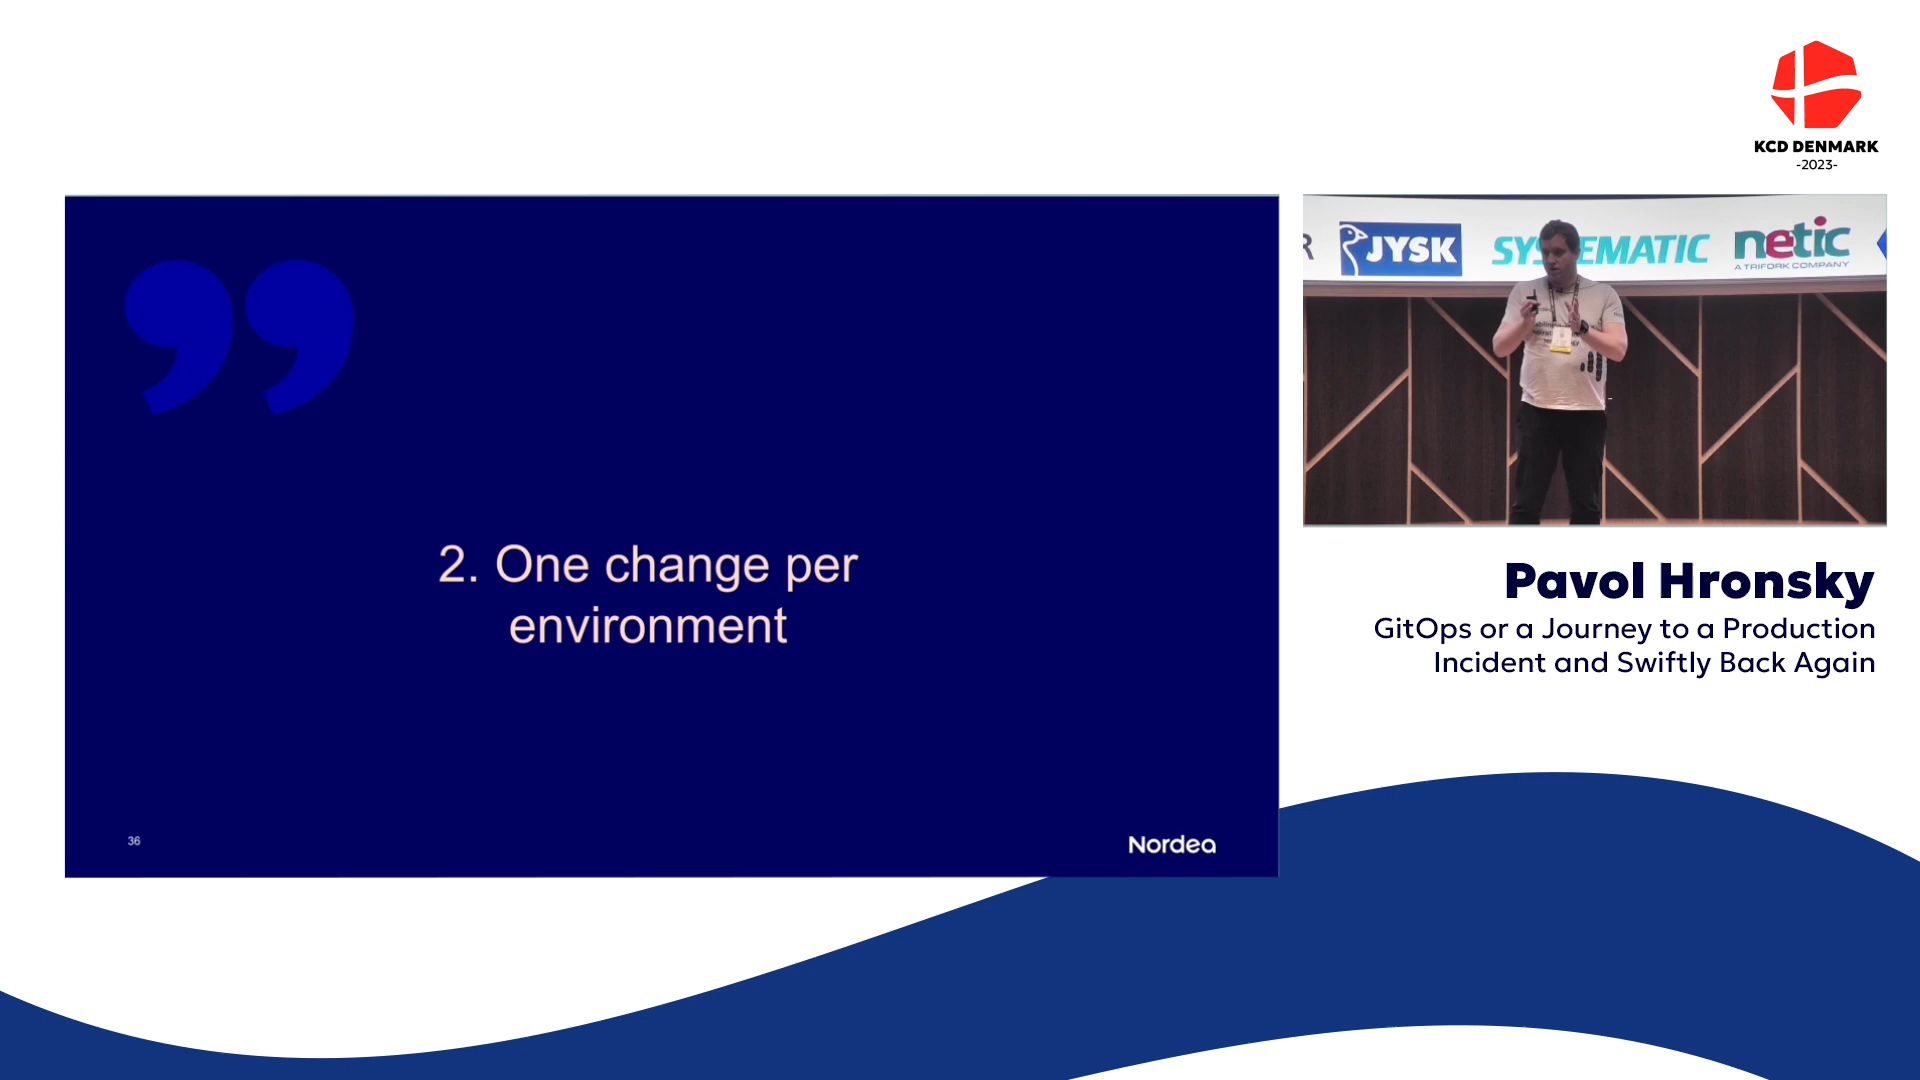 KCD DENMARK
-2023-
2. One change per
environment
36
Nordea
R
JYSK
SYSTEMATIC
netic
A TRIFORK COMPANY
Pavol Hronsky
GitOps or a Journey to a Production
Incident and Swiftly Back Again